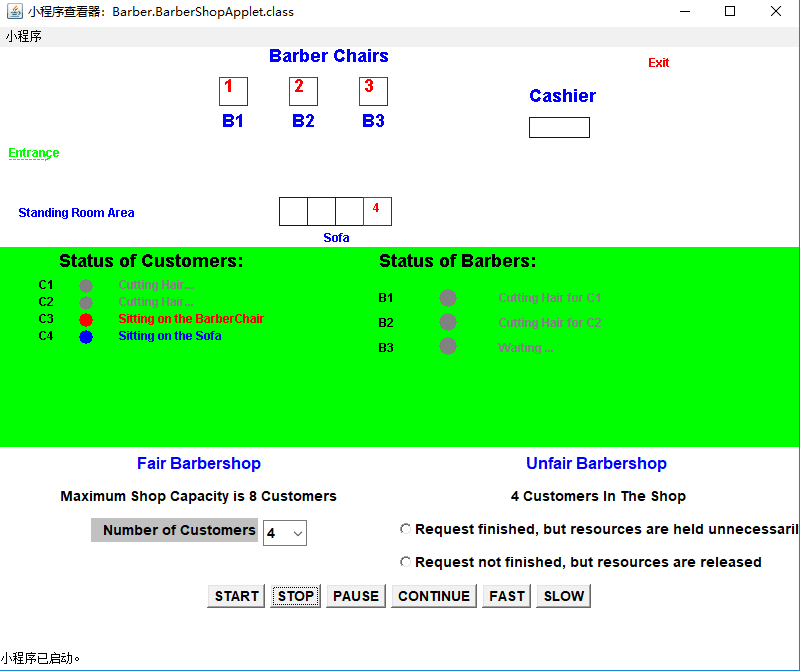 小程序查看器: Barber.BarberShopApplet.class
小程序
Barber Chairs
Exit
1 2 3
Cashier
B1 B2 B3
Entrance
4
Standing Room Area
Sofa
Status of Customers: Status of Barbers:
C1 Cutting Hair...
C2 Cutting Hair...
C3 Sitting on the BarberChair
C4 Sitting on the Sofa
B1 Cutting Hair for C1
B2 Cutting Hair for C2
B3 Waiting ...
Fair Barbershop Unfair Barbershop
Maximum Shop Capacity is 8 Customers 4 Customers In The Shop
Number of Customers 4
Request finished, but resources are held unnecessaril
Request not finished, but resources are released
START STOP PAUSE CONTINUE FAST SLOW
小程序已启动。